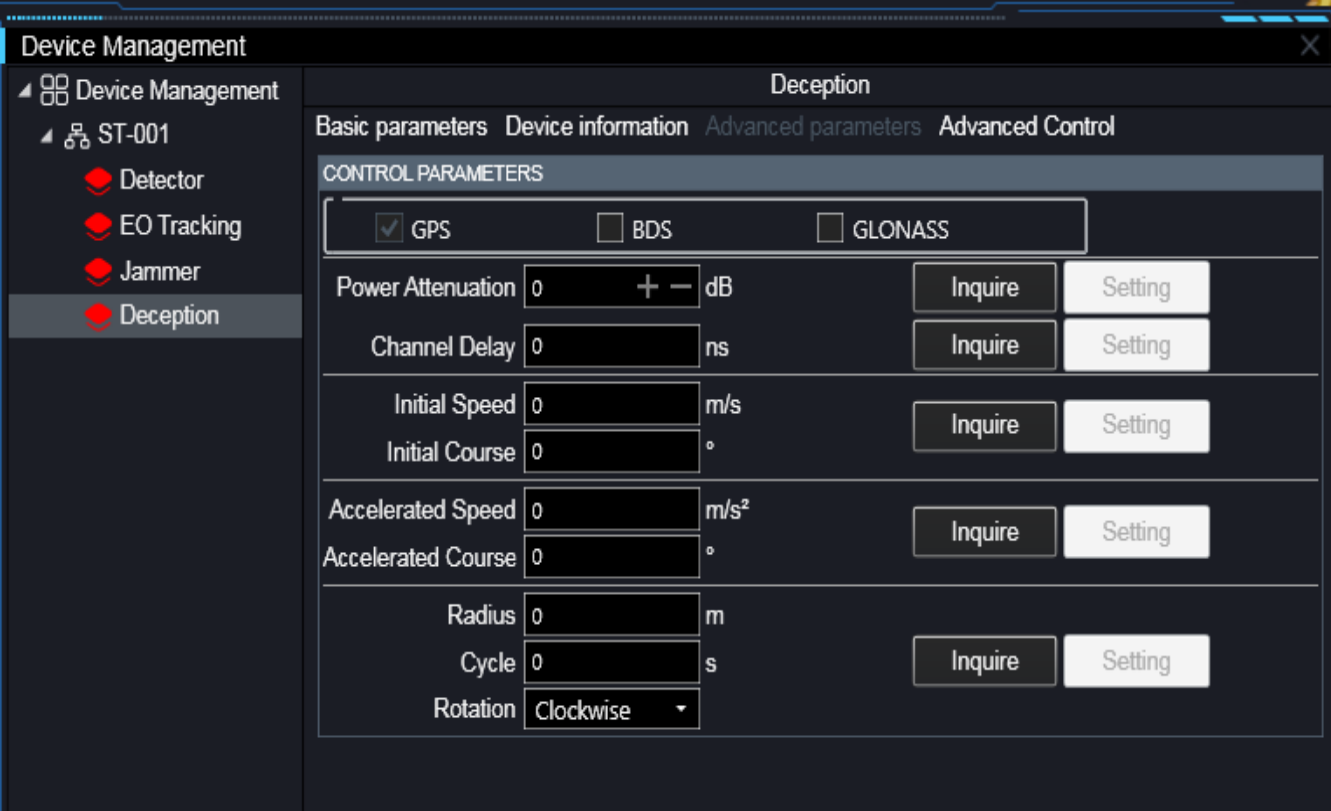 Device Management
Device Management
ST-001
Detector
EO Tracking
Jammer
Deception
Deception
Basic parameters Device information Advanced parameters Advanced Control
CONTROL PARAMETERS
GPS BDS GLONASS
Power Attenuation 0 + − dB Inquire Setting
Channel Delay 0 ns Inquire Setting
Initial Speed 0 m/s
Inquire Setting
Initial Course 0 °
Accelerated Speed 0 m/s²
Inquire Setting
Accelerated Course 0 °
Radius 0 m
Cycle 0 s Inquire Setting
Rotation Clockwise